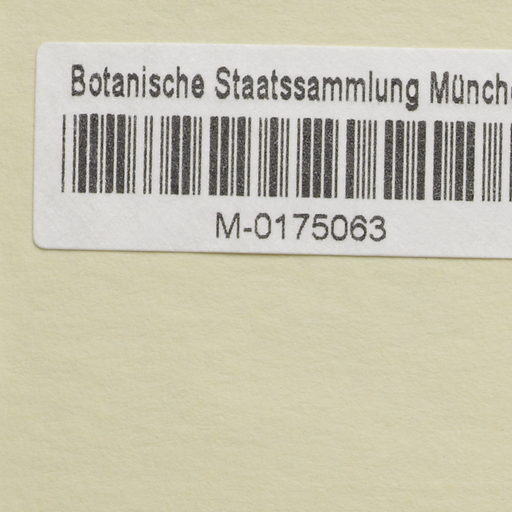 Botanische Staatssammlung Münch
M-0175063